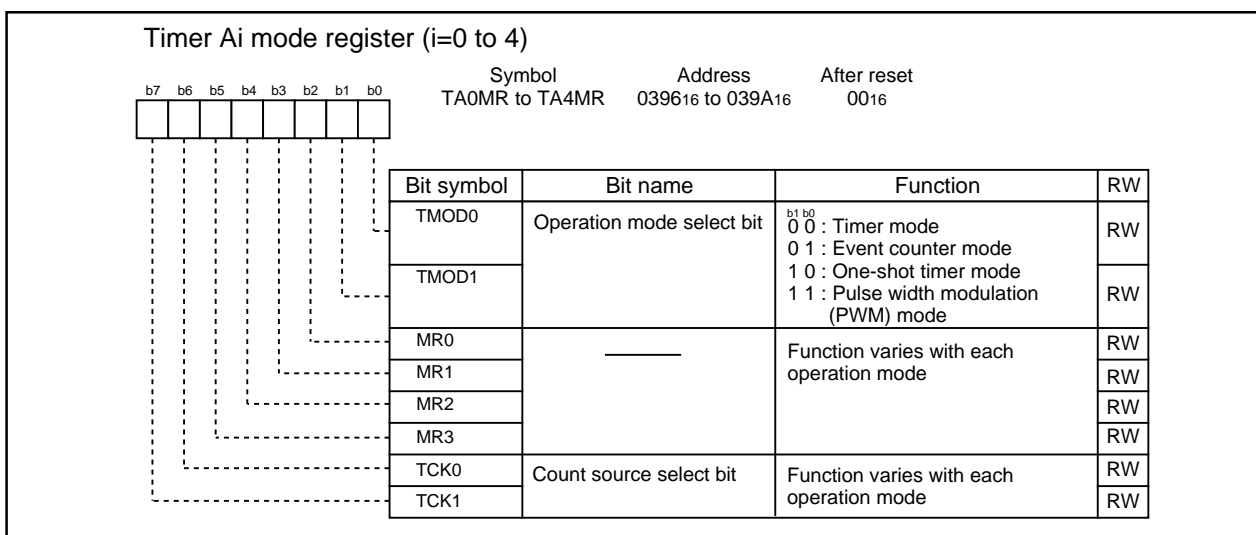 Timer Ai mode register (i=0 to 4)
Symbol Address After reset
TA0MR to TA4MR 039616 to 039A16 0016
b7 b6 b5 b4 b3 b2 b1 b0
Bit symbol Bit name Function RW
TMOD0 Operation mode select bit b1 b0
0 0 : Timer mode RW
0 1 : Event counter mode
TMOD1 1 0 : One-shot timer mode
1 1 : Pulse width modulation RW
(PWM) mode
MR0 Function varies with each RW
MR1 operation mode RW
MR2 RW
MR3 RW
TCK0 Count source select bit Function varies with each RW
TCK1 operation mode RW